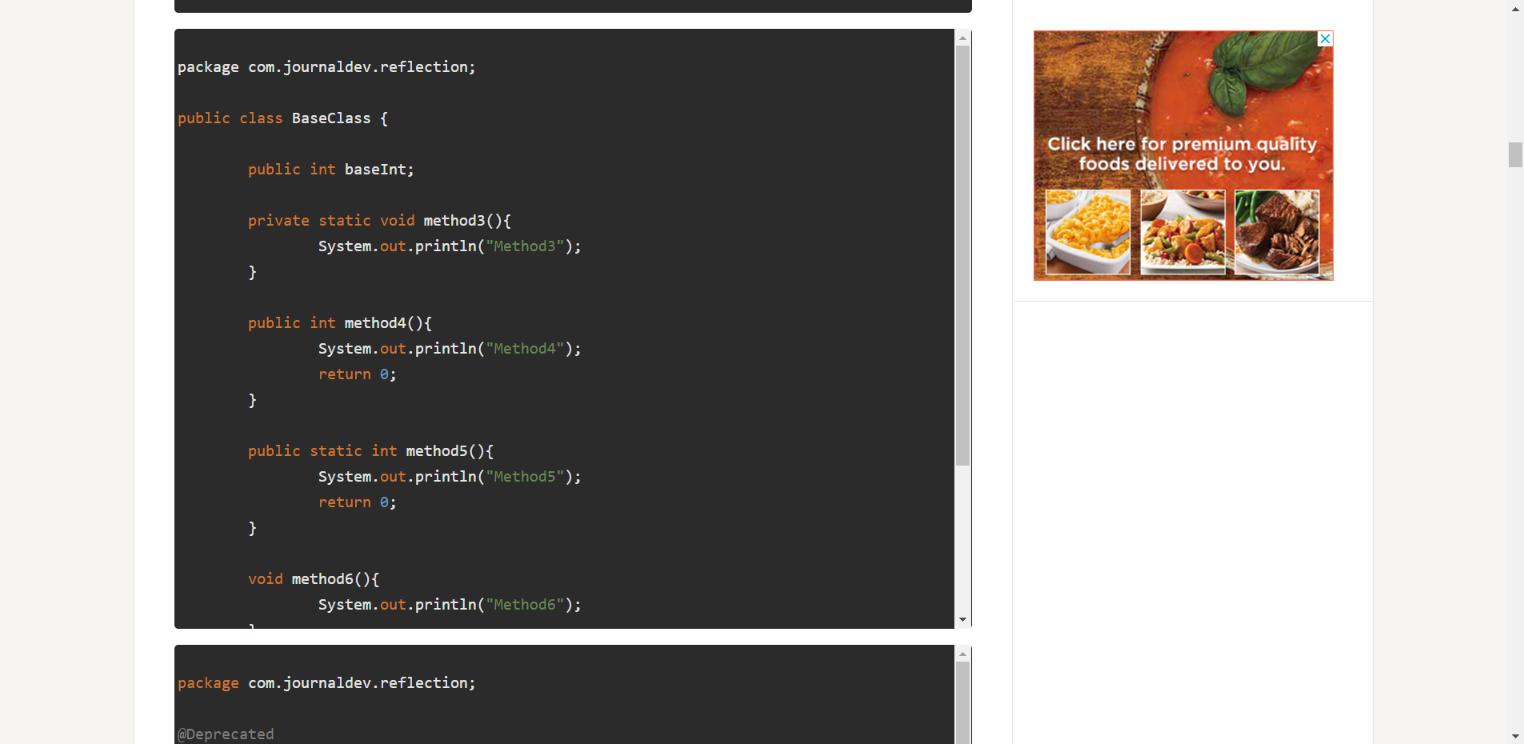 package com.journaldev.reflection;
public class BaseClass {
public int baseInt;
private static void method3(){
System.out.println("Method3");
}
public int method4(){
System.out.println("Method4");
return 0;
}
public static int method5(){
System.out.println("Method5");
return 0;
}
void method6(){
System.out.println("Method6");
}
package com.journaldev.reflection;
@Deprecated
Click here for premium quality
foods delivered to you.